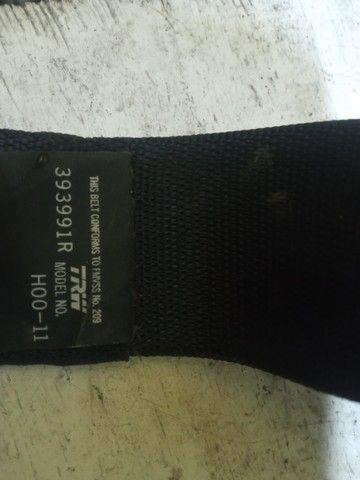 THIS BELT CONFORMS TO FMVSS No. 209
TRW
MODEL NO.
393991R H00-11